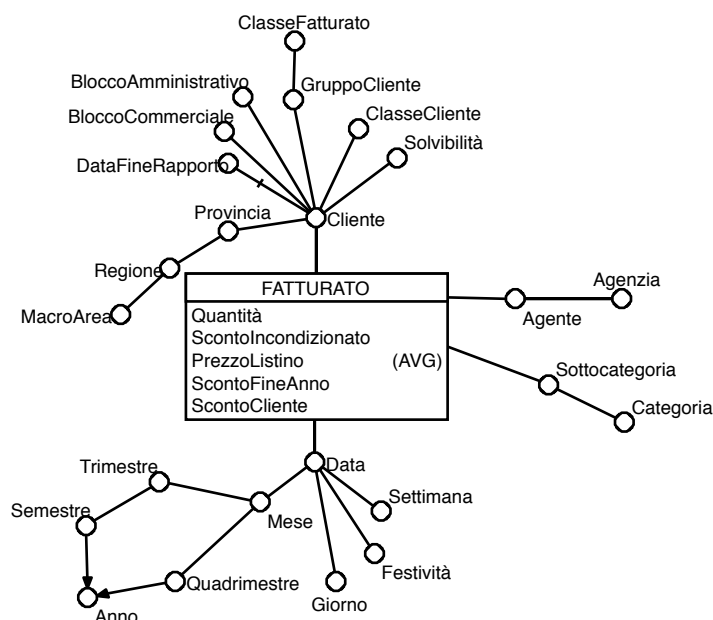 ClasseFatturato
BloccoAmministrativo
GruppoCliente
BloccoCommerciale
ClasseCliente
Solvibilità
DataFineRapporto
Provincia
Cliente
Regione
MacroArea
FATTURATO
Agenzia
Agente
Quantità
ScontoIncondizionato
PrezzoListino (AVG)
ScontoFineAnno
ScontoCliente
Sottocategoria
Categoria
Trimestre
Data
Semestre
Mese
Settimana
Quadrimestre
Festività
Giorno
Anno